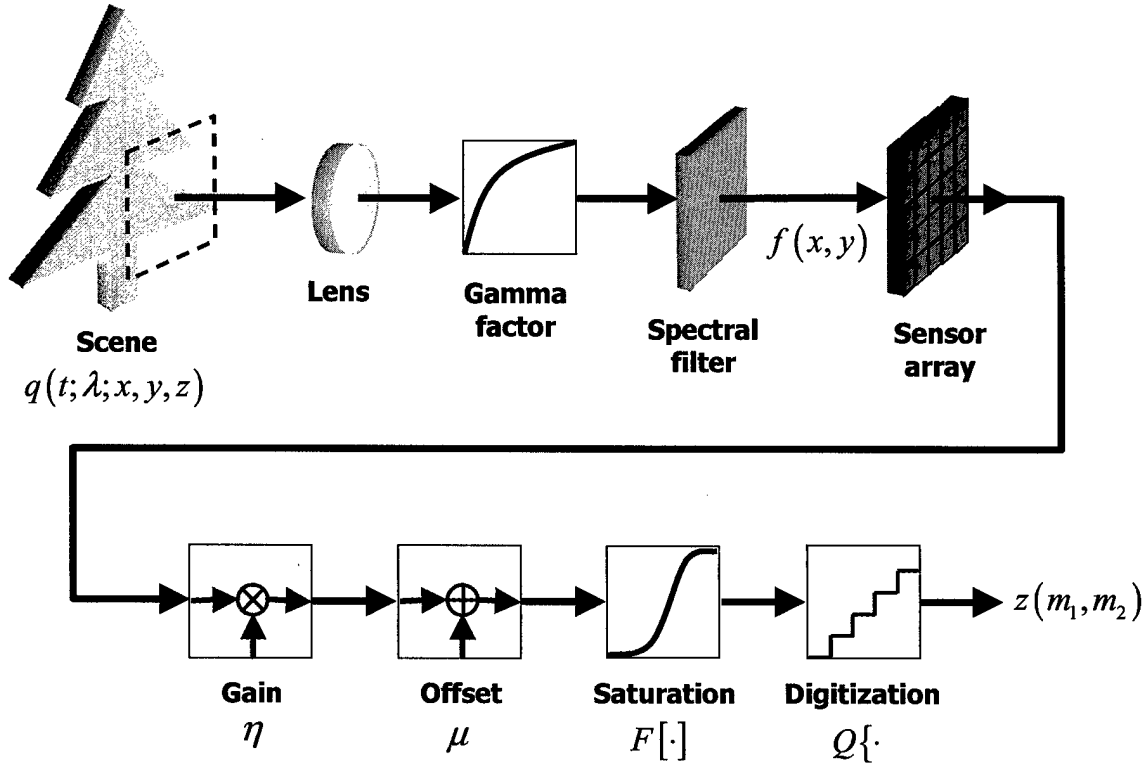 f(x, y)
Lens
Gamma
factor
Spectral
filter
Sensor
array
Scene
q(t; λ; x, y, z)
z(m₁, m₂)
Gain
Offset
Saturation
Digitization
η
μ
F[·]
Q{·